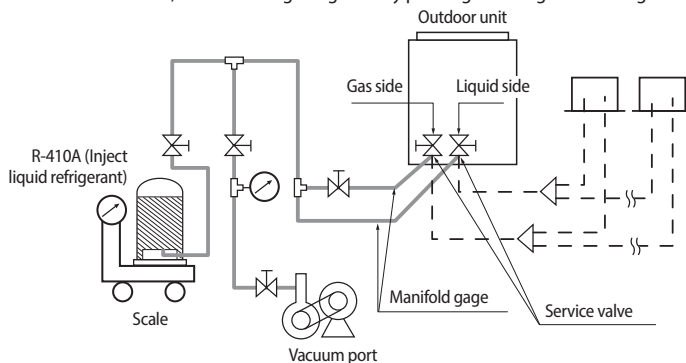 Outdoor unit
Gas side
Liquid side
R-410A (Inject
liquid refrigerant)
Manifold gage
Service valve
Scale
Vacuum port